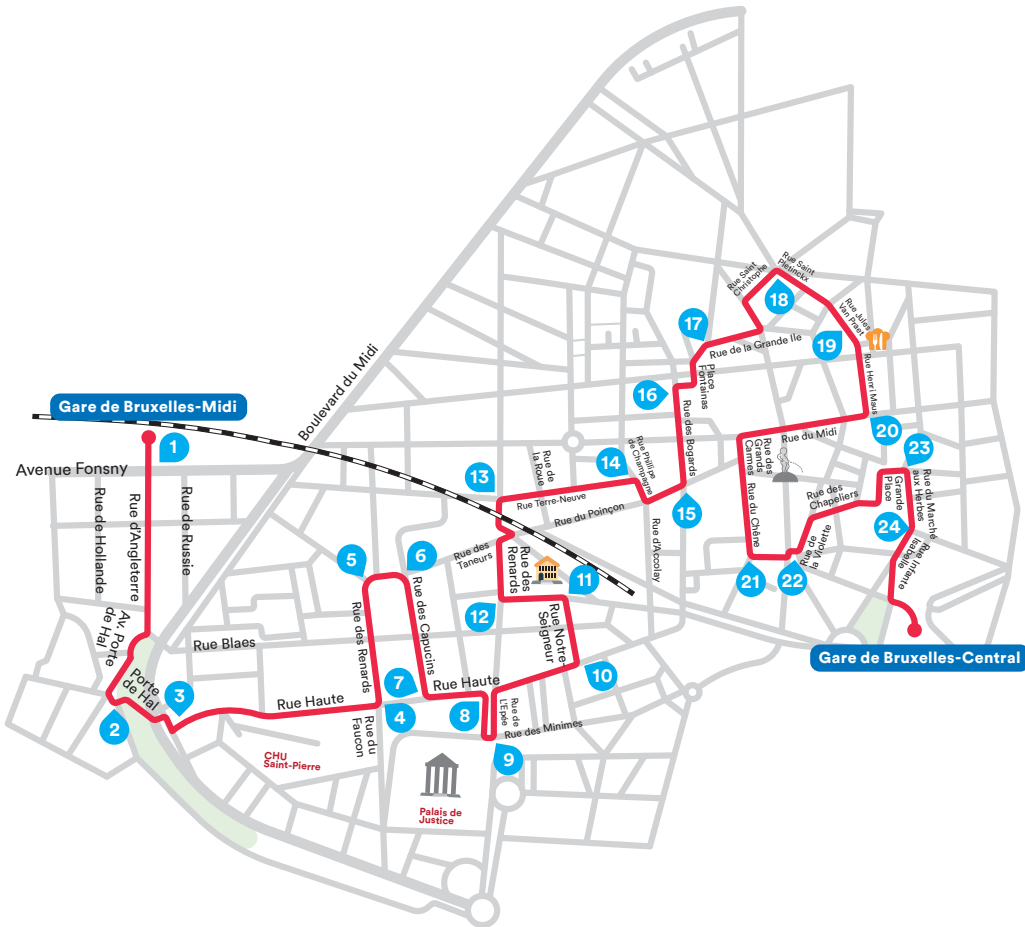 Rue Saint
Pletinckx
Rue Saint
Christophe
18
Rue Jules
Van Praet
17
19
Rue de la Grande Ile
Place
Fontainas
Rue Henri Maus
16
Gare de Bruxelles-Midi
Boulevard du Midi
1
Rue des Bogards
Rue du Midi
20
23
Rue des
Grands
Carmes
Avenue Fonsny
Rue de
la Roue
Rue Phillipe
de Champagne
14
13
Rue de Hollande
Rue d'Angleterre
Rue de Russie
Rue Terre-Neuve
Rue du Poinçon
15
Rue des
Chapeliers
Grande
Place
Rue du Marché
aux Herbes
24
Rue du Chêne
Rue de
la Violette
Rue Infante
Isabelle
Rue d'Accolay
5
6
Rue des
Taneurs
Rue des
Renards
11
21
22
Rue des Renards
Rue des Capucins
12
Rue Notre-
Seigneur
Av. Porte
de Hal
Rue Blaes
Gare de Bruxelles-Central
Porte
de Hal
3
Rue Haute
7
Rue Haute
10
2
4
8
Rue de
L'Epée
Rue du
Faucon
Rue des Minimes
CHU
Saint-Pierre
9
Palais de
Justice